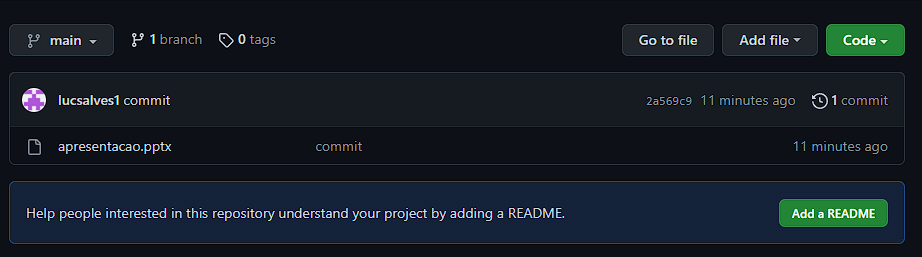 main 1 branch 0 tags Go to file Add file Code
lucsalves1 commit 2a569c9 11 minutes ago 1 commit
apresentacao.pptx commit 11 minutes ago
Help people interested in this repository understand your project by adding a README. Add a README